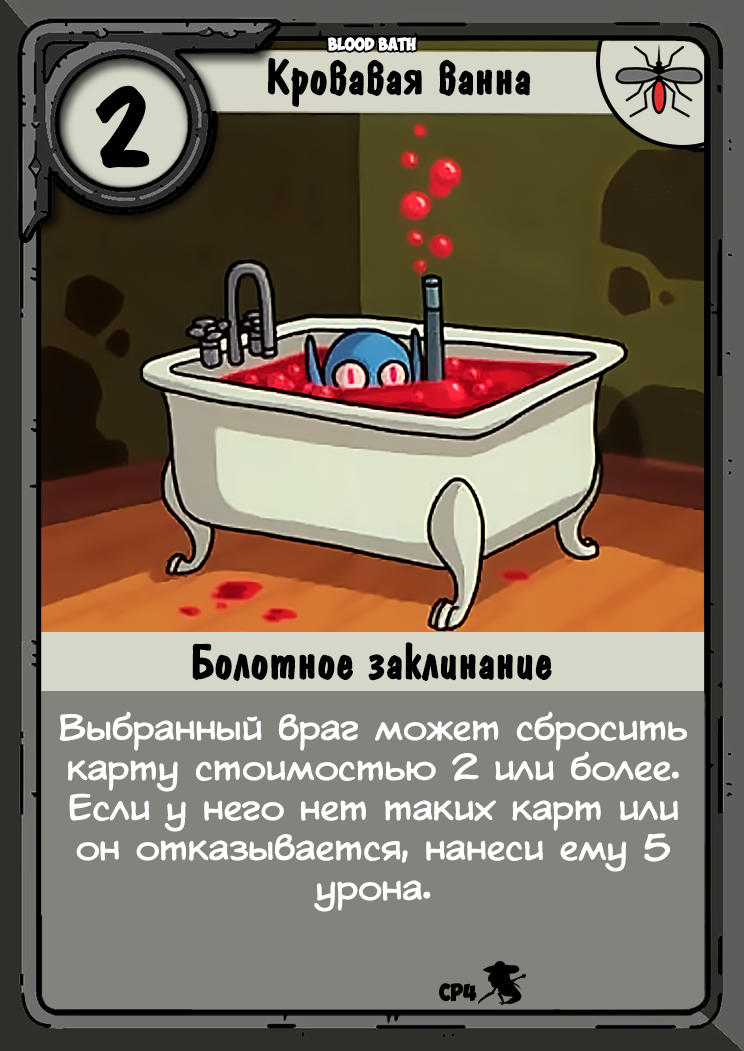 BLOOD BATH
Кровавая ванна
2
Болотное заклинание
Выбранный враг может сбросить
карту стоимостью 2 или более.
Если у него нет таких карт или
он отказывается, нанеси ему 5
урона.
CP4